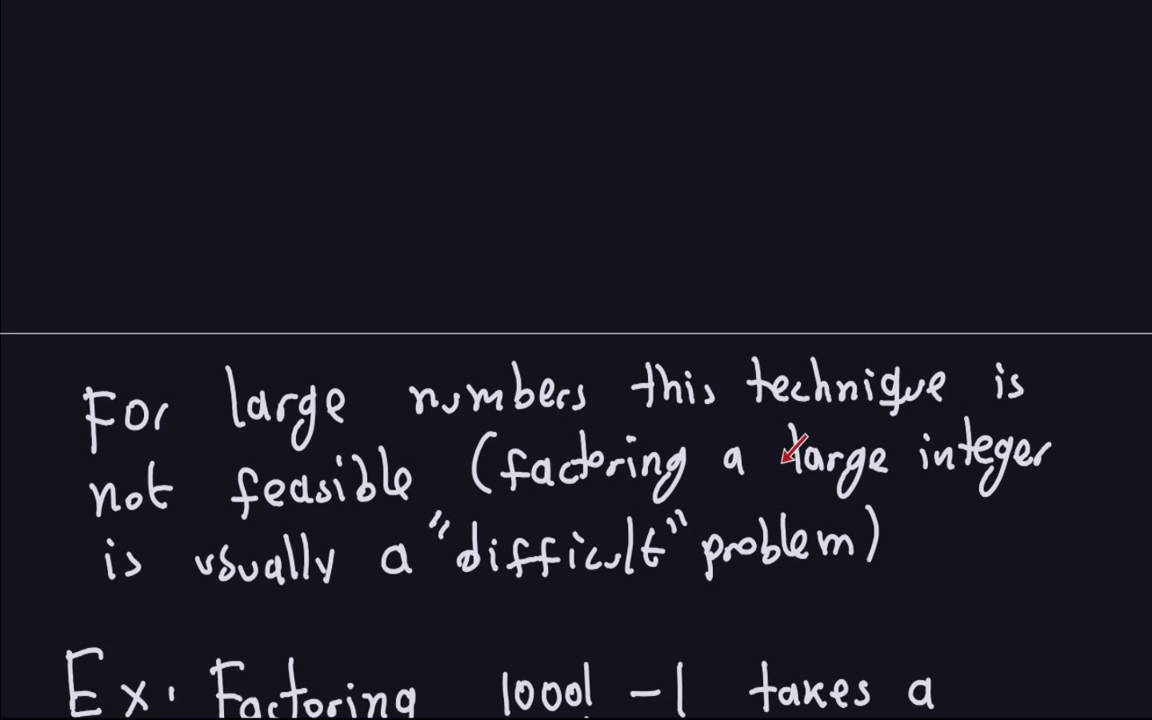 For large numbers this technique is
not feasible (factoring a large integer
is usually a "difficult" problem)
Ex. Factoring 1000! - 1 takes a